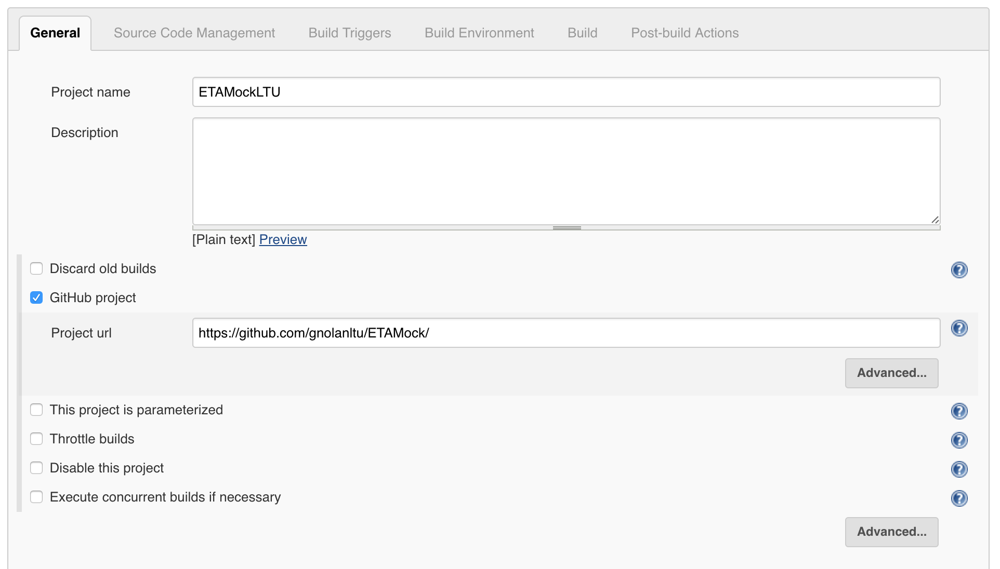 General Source Code Management Build Triggers Build Environment Build Post-build Actions
Project name ETAMockLTU
Description
[Plain text] Preview
Discard old builds
GitHub project
Project url https://github.com/gnolanltu/ETAMock/
Advanced...
This project is parameterized
Throttle builds
Disable this project
Execute concurrent builds if necessary
Advanced...